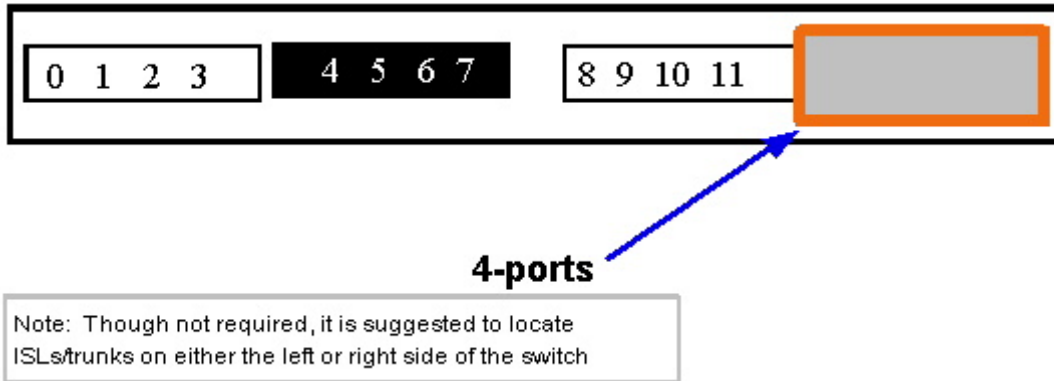 0 1 2 3 4 5 6 7 8 9 10 11
4-ports
Note: Though not required, it is suggested to locate
ISLs/trunks on either the left or right side of the switch